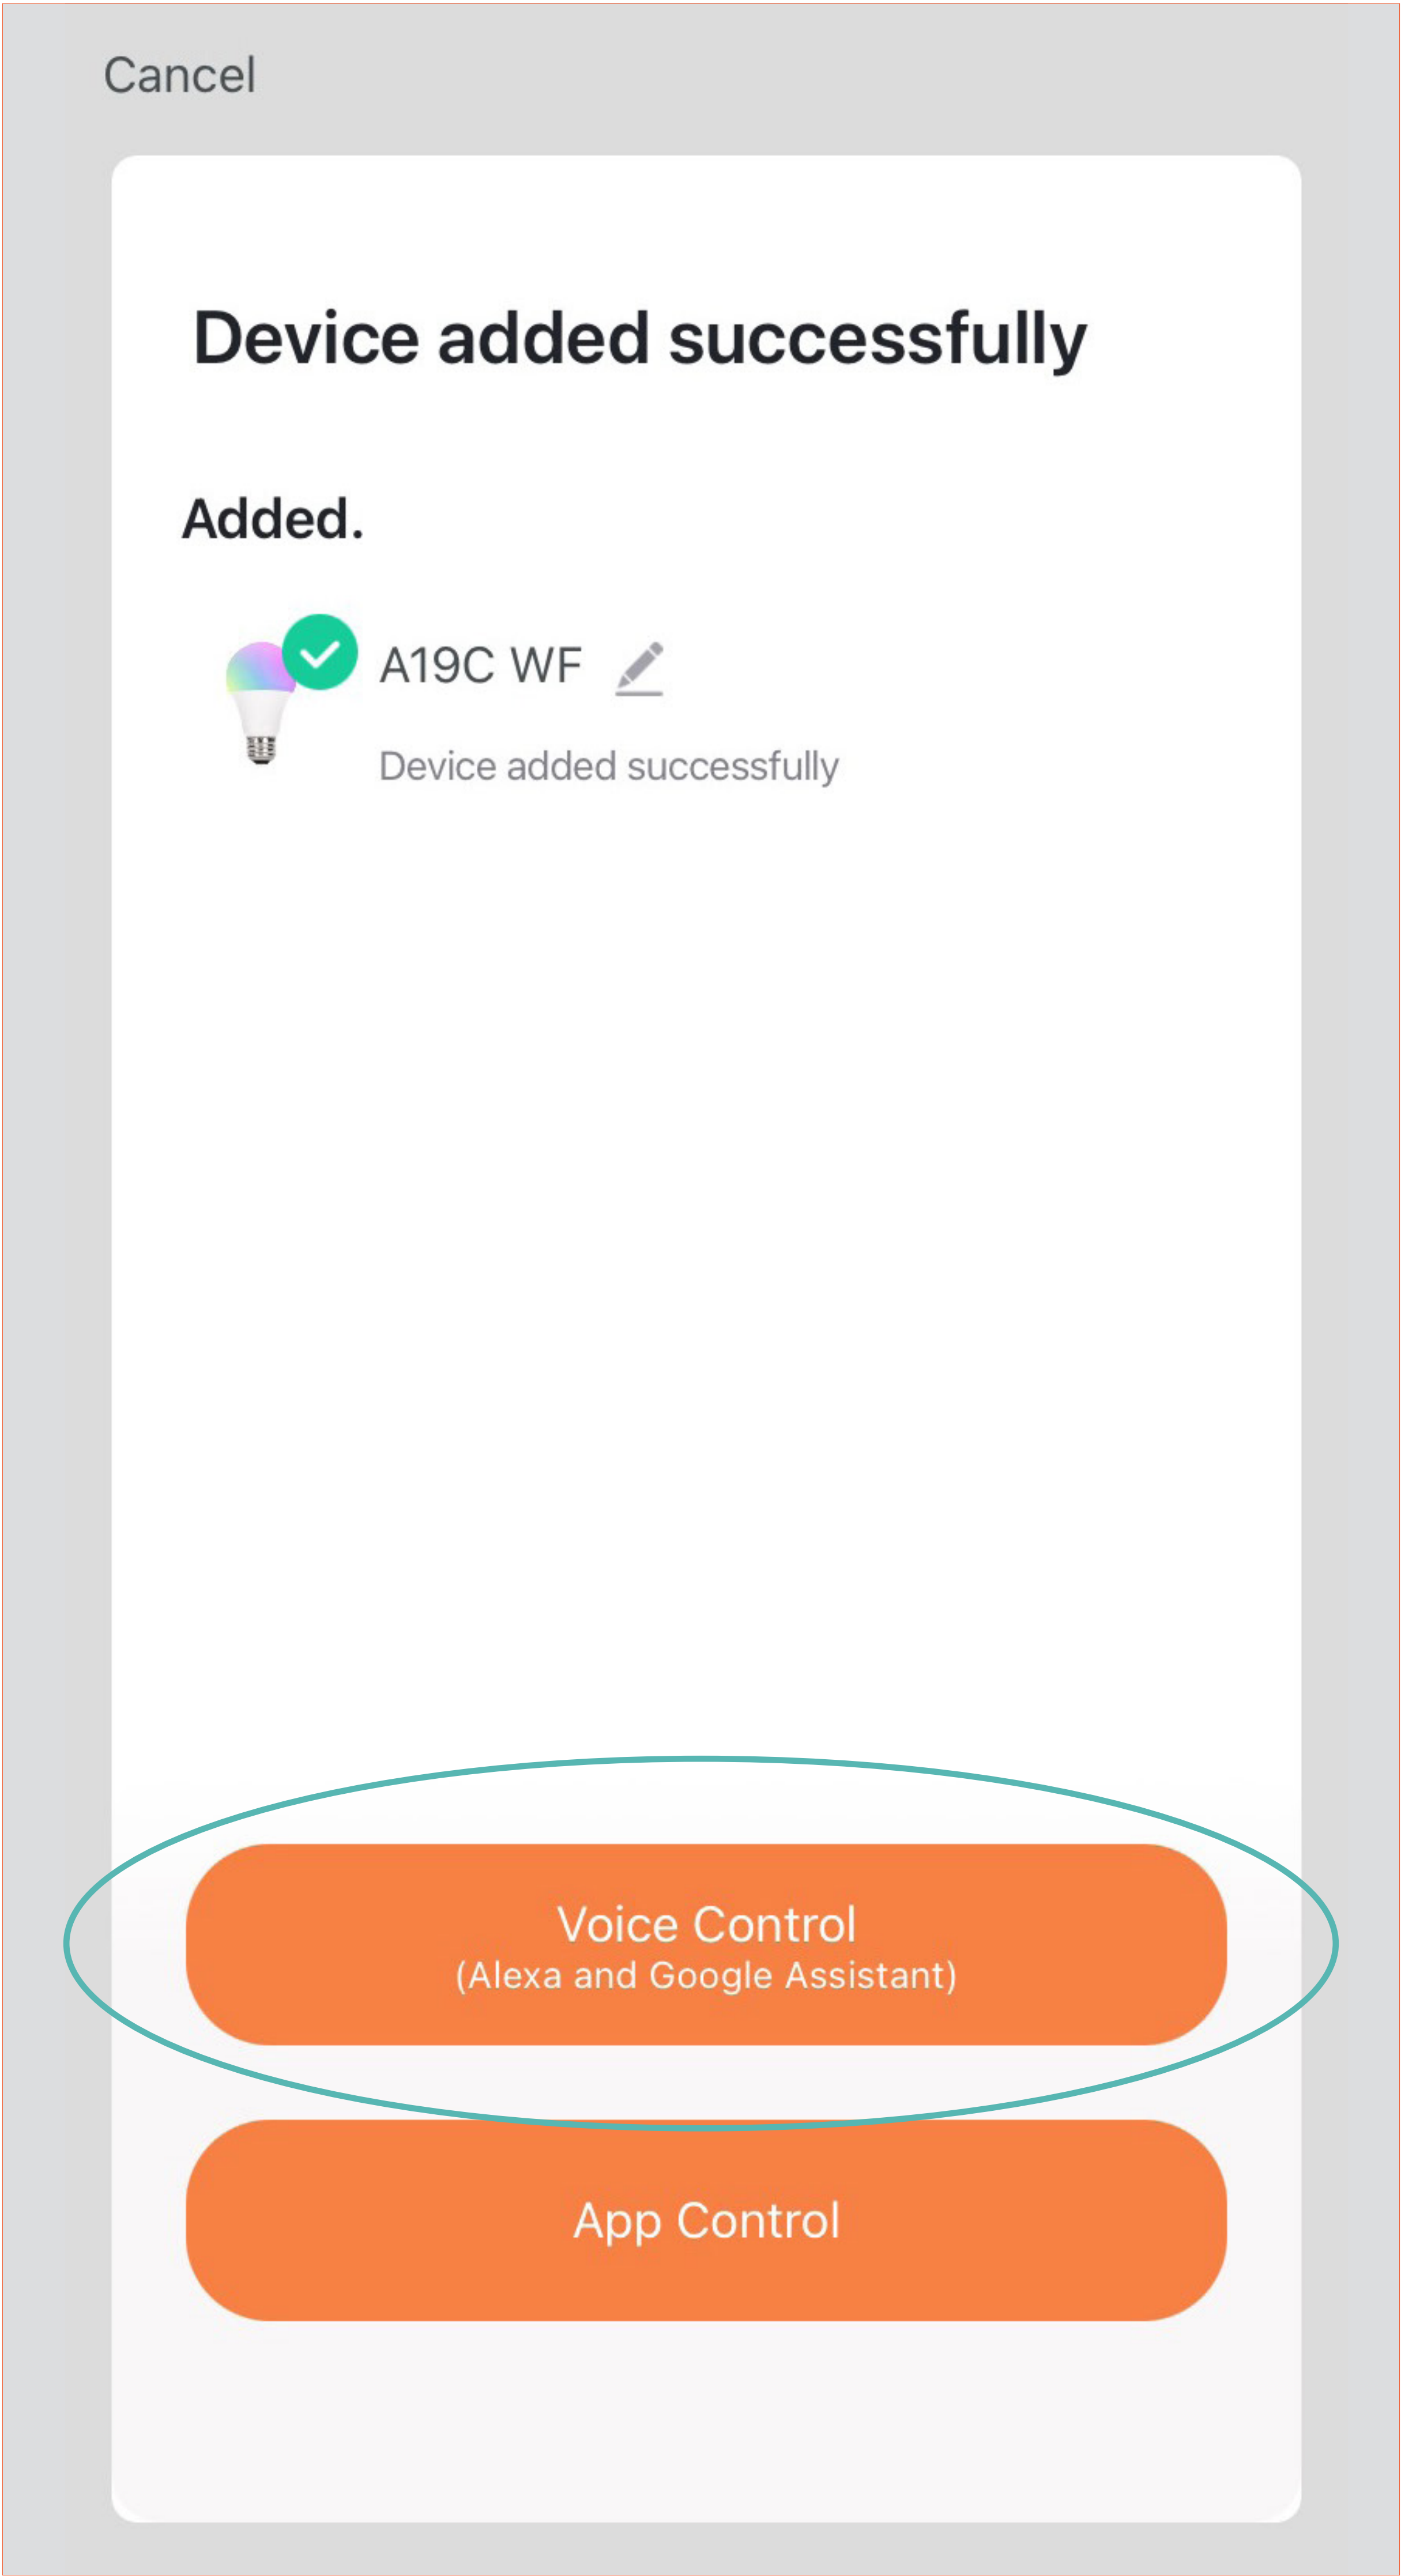 Cancel
Device added successfully
Added.
A19C WF
Device added successfully
Voice Control
(Alexa and Google Assistant)
App Control